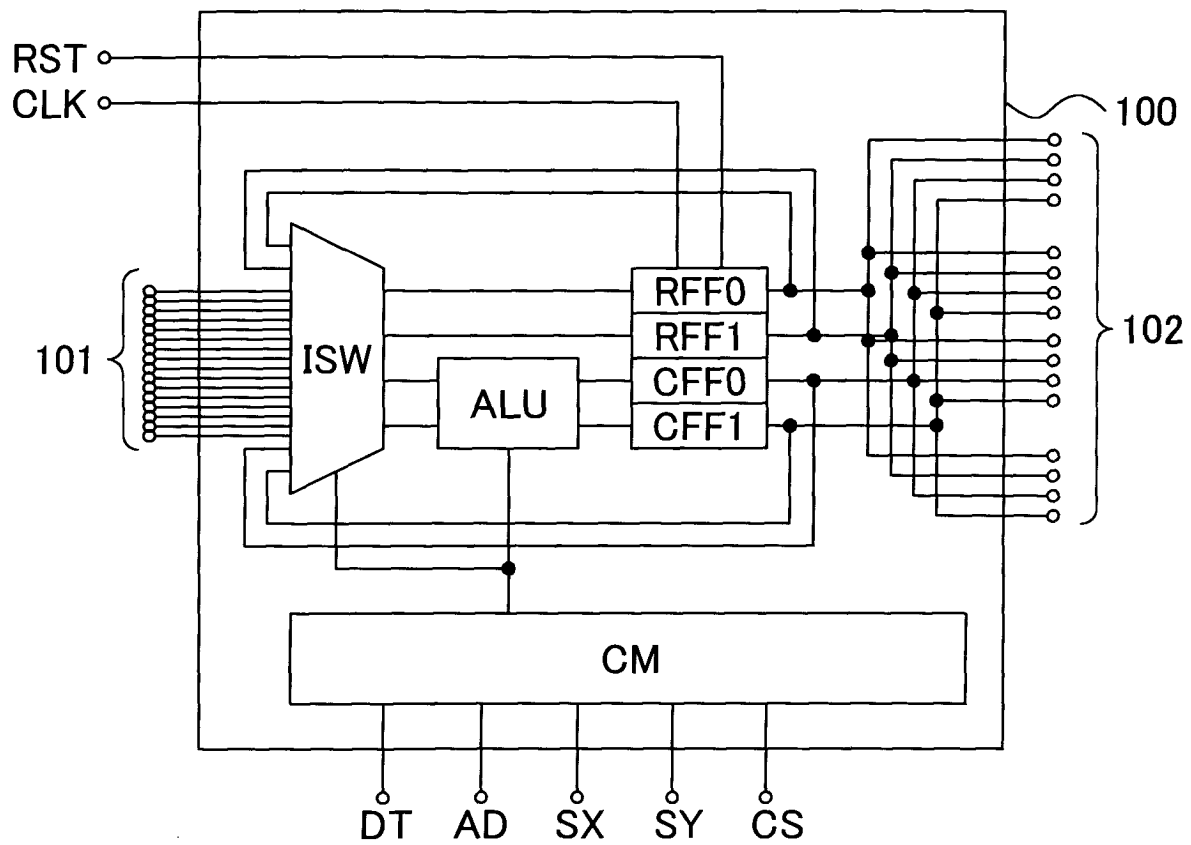 RST
CLK
100
101
ISW
ALU
RFF0
RFF1
CFF0
CFF1
102
CM
DT AD SX SY CS